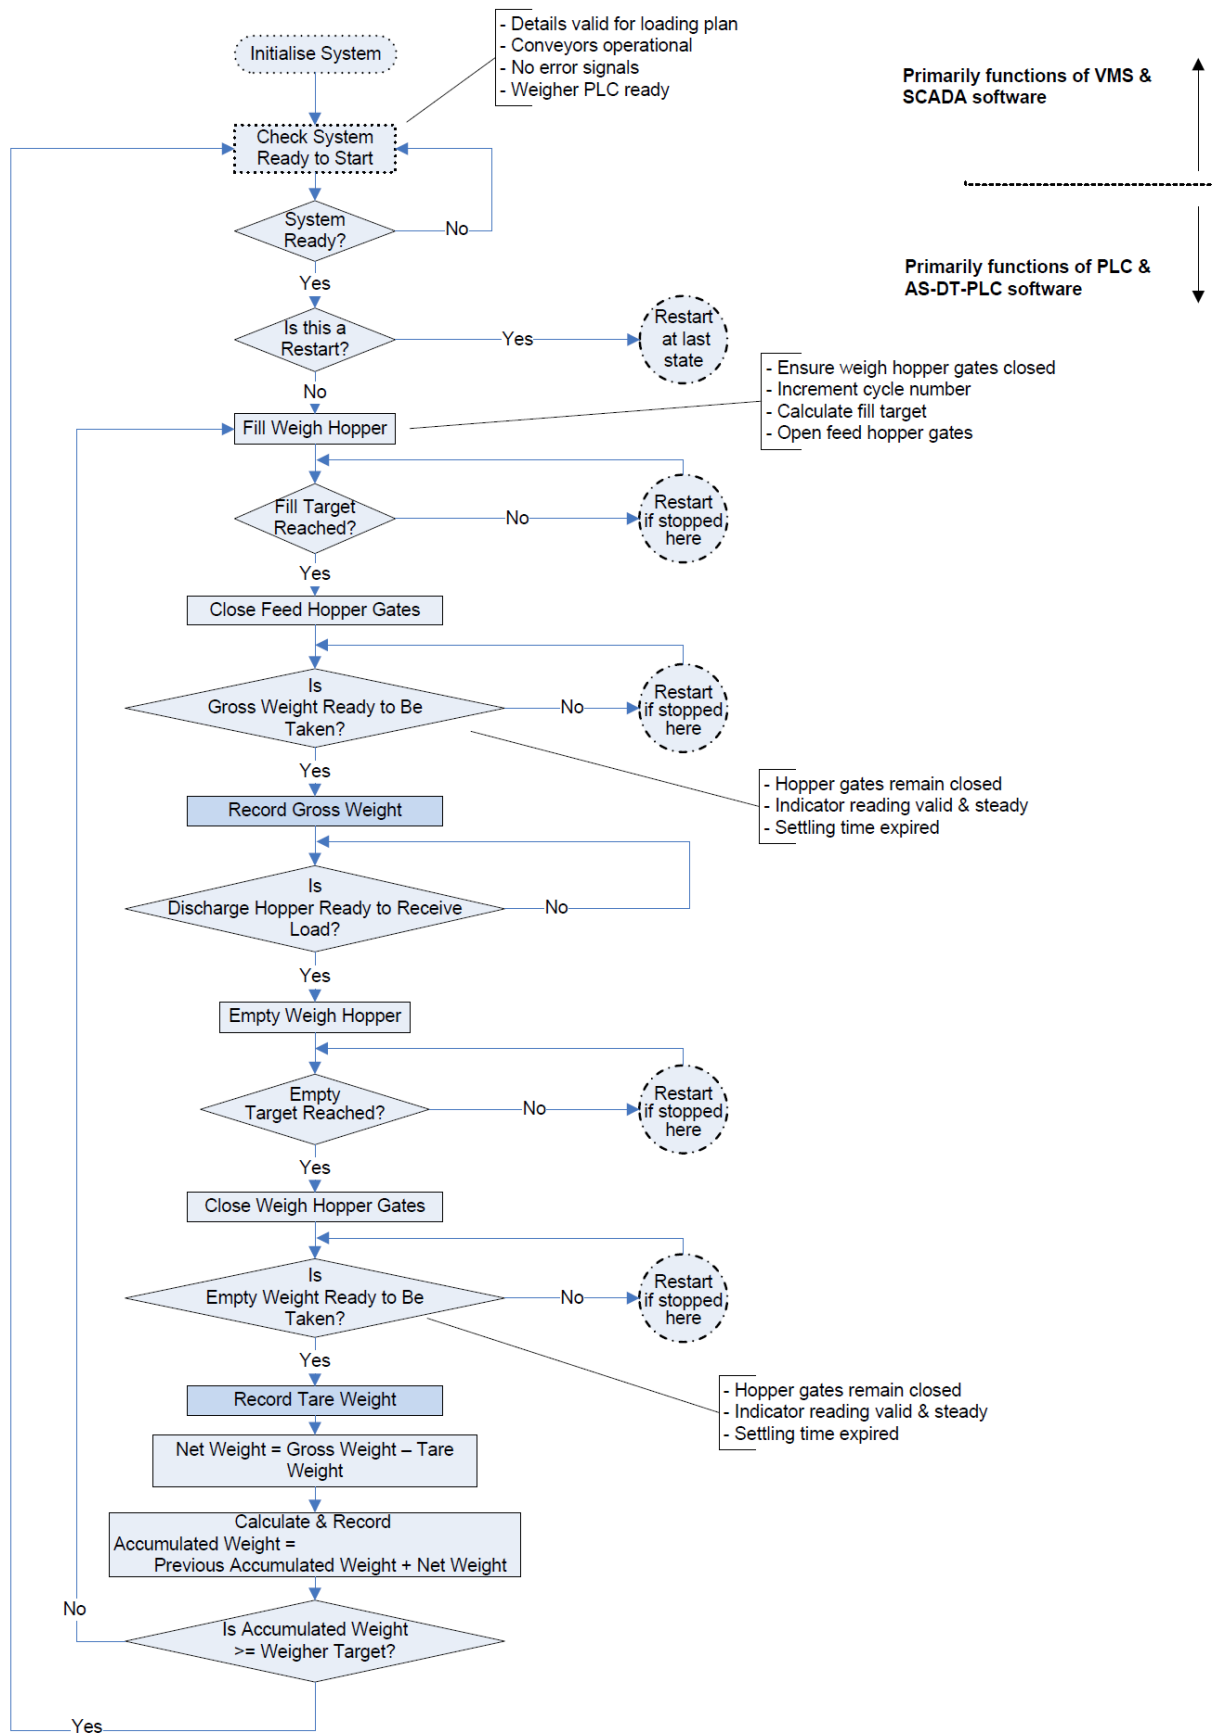 Initialise System
- Details valid for loading plan
- Conveyors operational
- No error signals
- Weigher PLC ready
Primarily functions of VMS &
SCADA software
Check System
Ready to Start
System
Ready?
No
Primarily functions of PLC &
AS-DT-PLC software
Yes
Is this a
Restart?
Yes
Restart
at last
state
No
- Ensure weigh hopper gates closed
- Increment cycle number
- Calculate fill target
- Open feed hopper gates
Fill Weigh Hopper
Fill Target
Reached?
No
Restart
if stopped
here
Yes
Close Feed Hopper Gates
Is
Gross Weight Ready to Be
Taken?
No
Restart
if stopped
here
Yes
- Hopper gates remain closed
- Indicator reading valid & steady
- Settling time expired
Record Gross Weight
Is
Discharge Hopper Ready to Receive
Load?
No
Yes
Empty Weigh Hopper
Empty
Target Reached?
No
Restart
if stopped
here
Yes
Close Weigh Hopper Gates
Is
Empty Weight Ready to Be
Taken?
No
Restart
if stopped
here
Yes
- Hopper gates remain closed
- Indicator reading valid & steady
- Settling time expired
Record Tare Weight
Net Weight = Gross Weight – Tare
Weight
Calculate & Record
Accumulated Weight =
Previous Accumulated Weight + Net Weight
No
Is Accumulated Weight
>= Weigher Target?
Yes